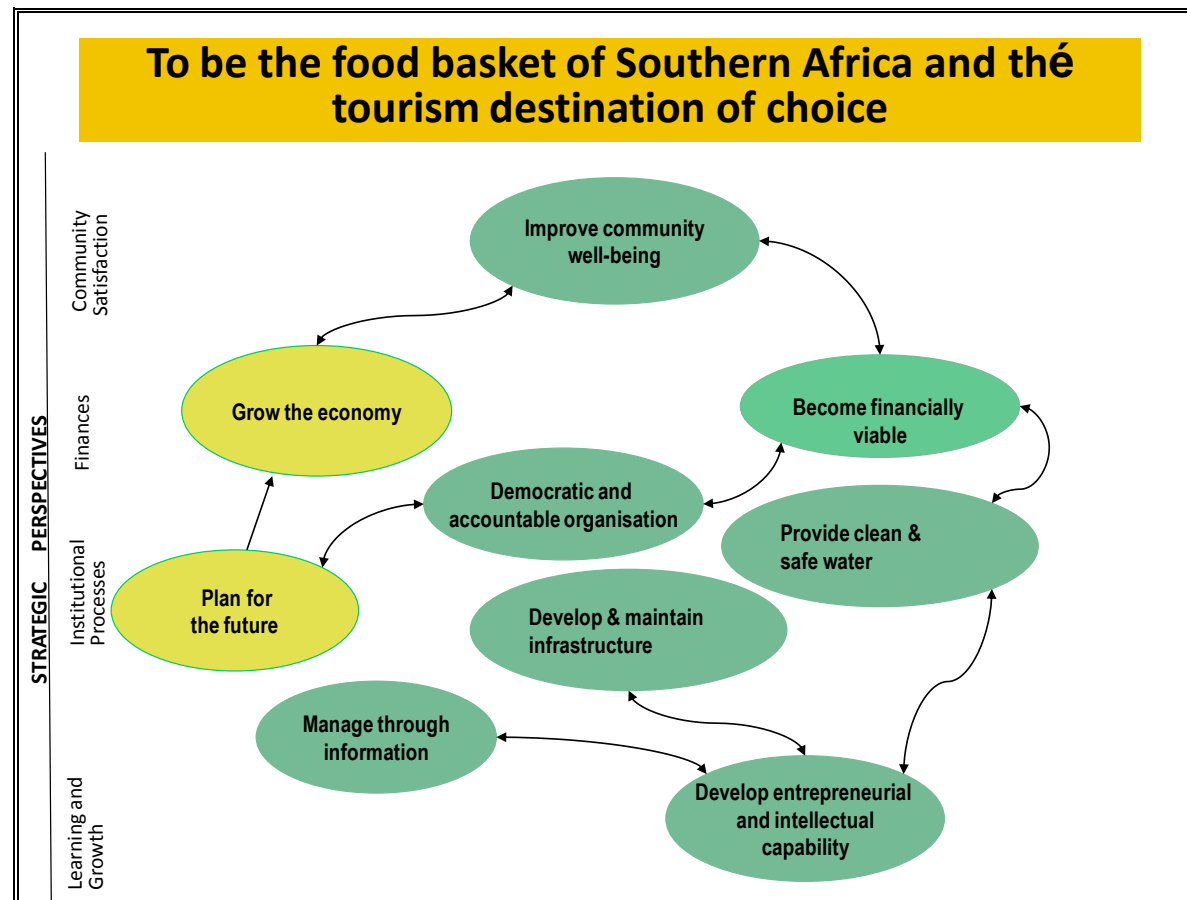 To be the food basket of Southern Africa and thé
tourism destination of choice
STRATEGIC PERSPECTIVES
Community
Satisfaction
Finances
Institutional
Processes
Learning and
Growth
Improve community
well-being
Grow the economy
Become financially
viable
Democratic and
accountable organisation
Provide clean &
safe water
Plan for
the future
Develop & maintain
infrastructure
Manage through
information
Develop entrepreneurial
and intellectual
capability